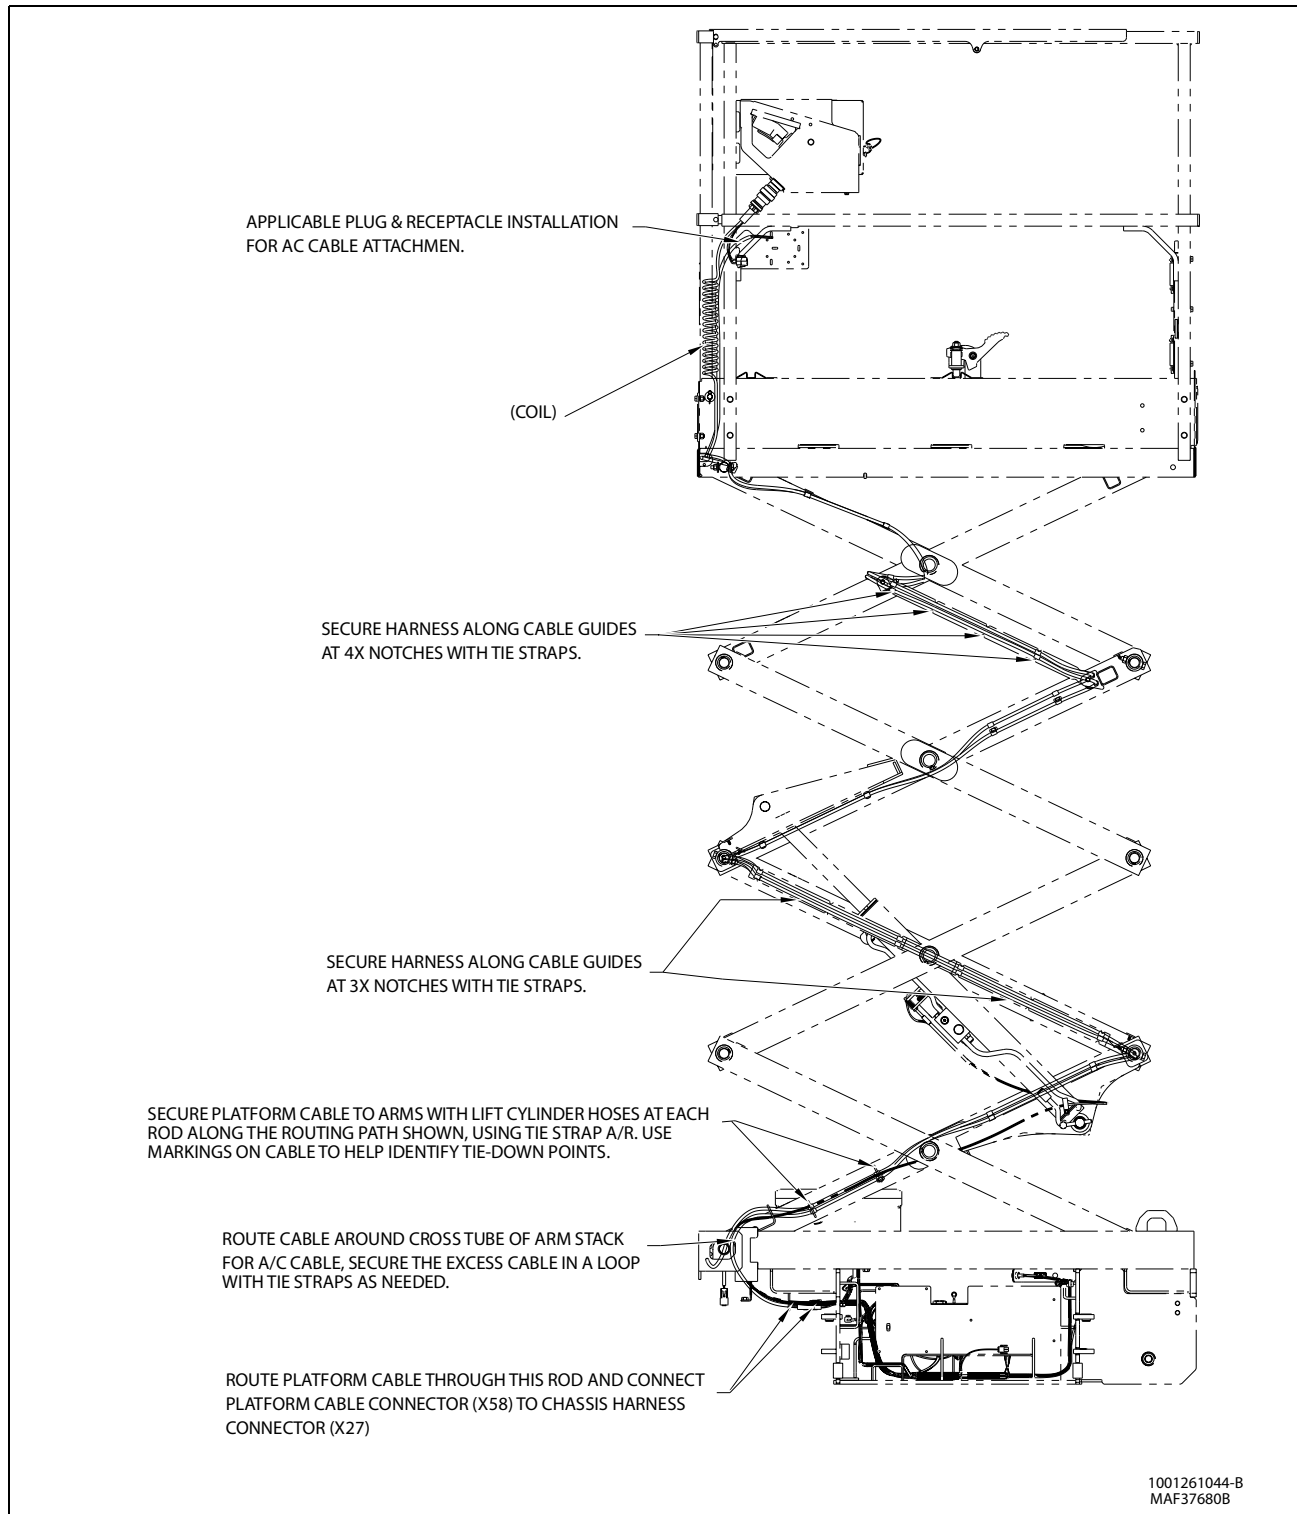 APPLICABLE PLUG & RECEPTACLE INSTALLATION
FOR AC CABLE ATTACHMEN.
(COIL)
SECURE HARNESS ALONG CABLE GUIDES
AT 4X NOTCHES WITH TIE STRAPS.
SECURE HARNESS ALONG CABLE GUIDES
AT 3X NOTCHES WITH TIE STRAPS.
SECURE PLATFORM CABLE TO ARMS WITH LIFT CYLINDER HOSES AT EACH
ROD ALONG THE ROUTING PATH SHOWN, USING TIE STRAP A/R. USE
MARKINGS ON CABLE TO HELP IDENTIFY TIE-DOWN POINTS.
ROUTE CABLE AROUND CROSS TUBE OF ARM STACK
FOR A/C CABLE, SECURE THE EXCESS CABLE IN A LOOP
WITH TIE STRAPS AS NEEDED.
ROUTE PLATFORM CABLE THROUGH THIS ROD AND CONNECT
PLATFORM CABLE CONNECTOR (X58) TO CHASSIS HARNESS
CONNECTOR (X27)
1001261044-B
MAF37680B